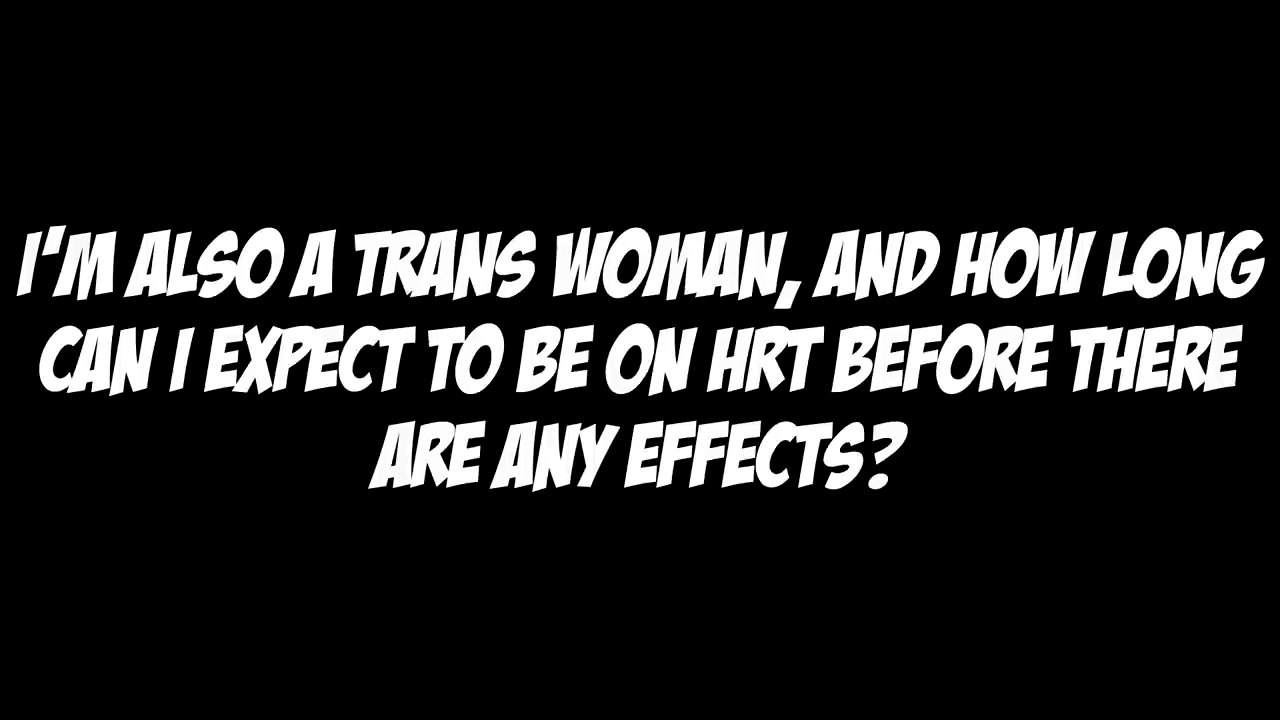 I'M ALSO A TRANS WOMAN, AND HOW LONG
CAN I EXPECT TO BE ON HRT BEFORE THERE
ARE ANY EFFECTS?